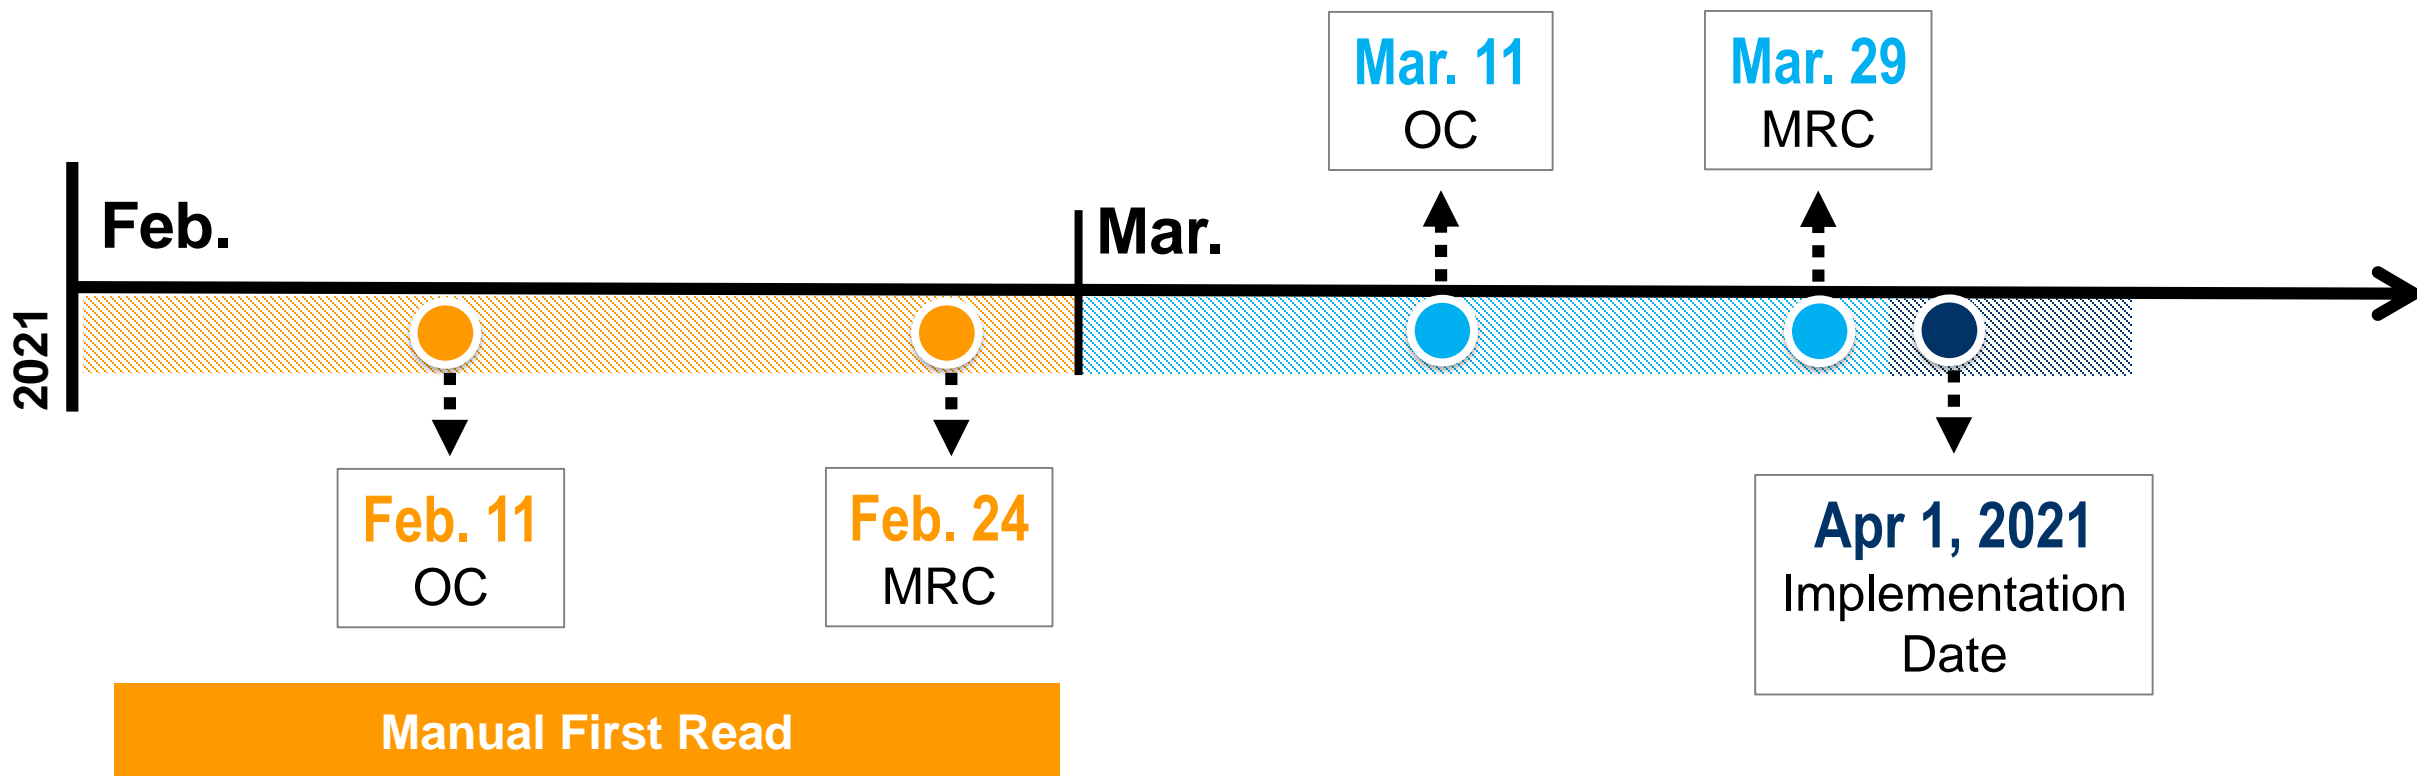 Mar. 11
OC
Mar. 29
MRC
Feb.
Mar.
2021
Feb. 11
OC
Feb. 24
MRC
Apr 1, 2021
Implementation
Date
Manual First Read